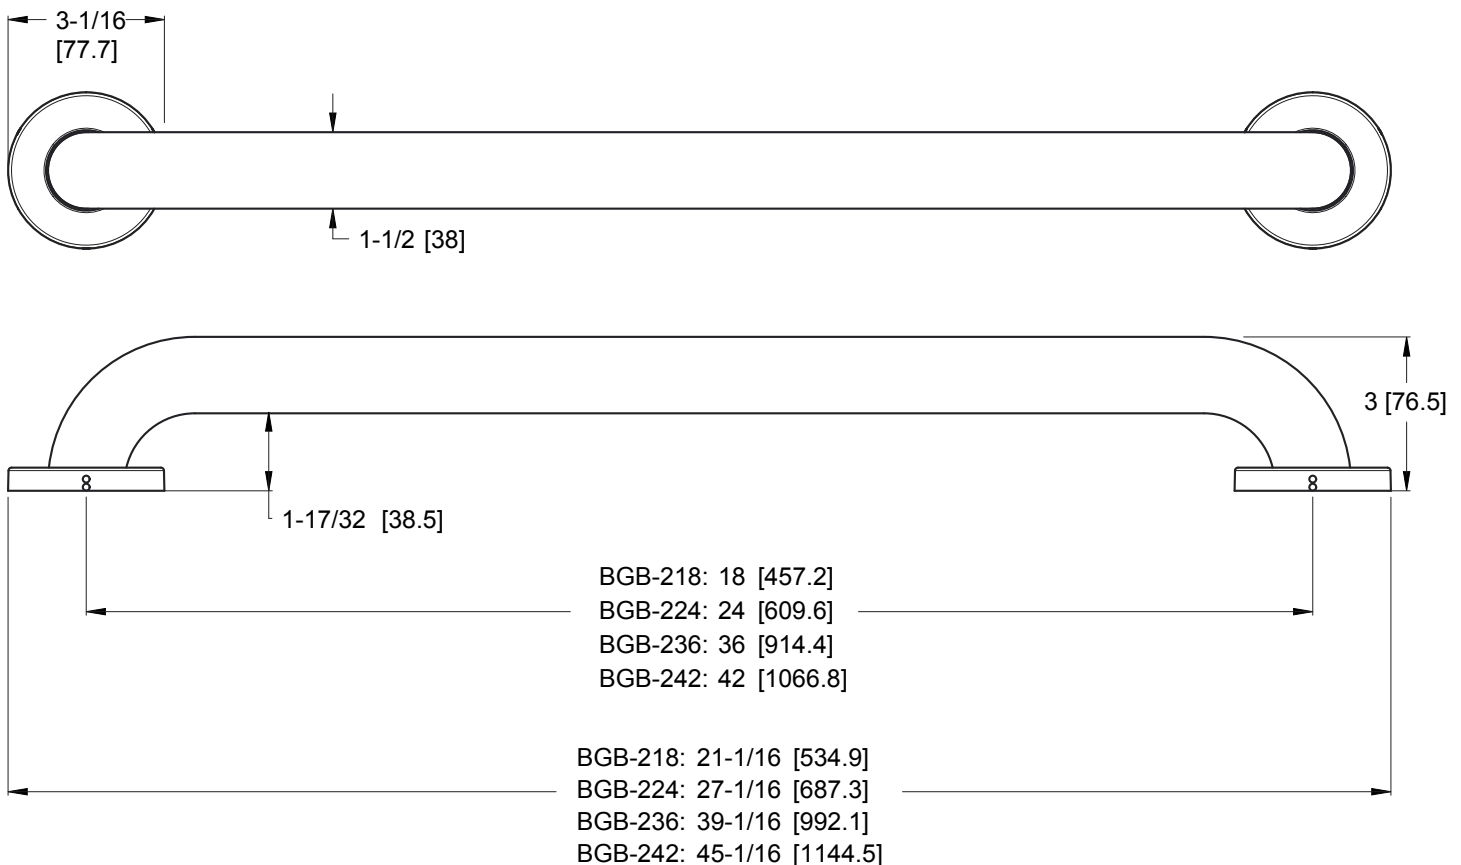 3-1/16
[77.7]
1-1/2 [38]
3 [76.5]
1-17/32 [38.5]
BGB-218: 18 [457.2]
BGB-224: 24 [609.6]
BGB-236: 36 [914.4]
BGB-242: 42 [1066.8]
BGB-218: 21-1/16 [534.9]
BGB-224: 27-1/16 [687.3]
BGB-236: 39-1/16 [992.1]
BGB-242: 45-1/16 [1144.5]